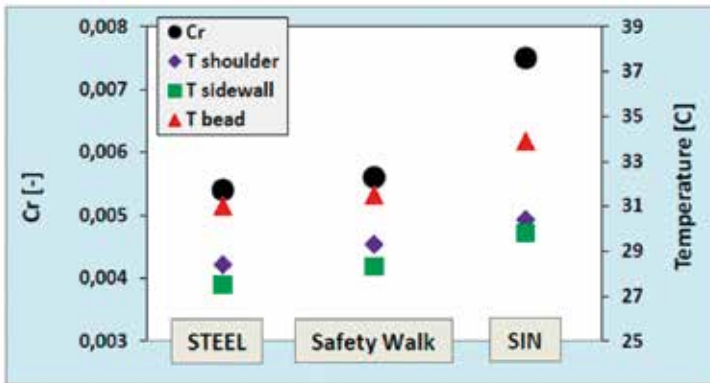 0,008
0,007
0,006
0,005
0,004
0,003
Cr [-]
Cr
T shoulder
T sidewall
T bead
STEEL
Safety Walk
SIN
39
37
35
33
31
29
27
25
Temperature [C]